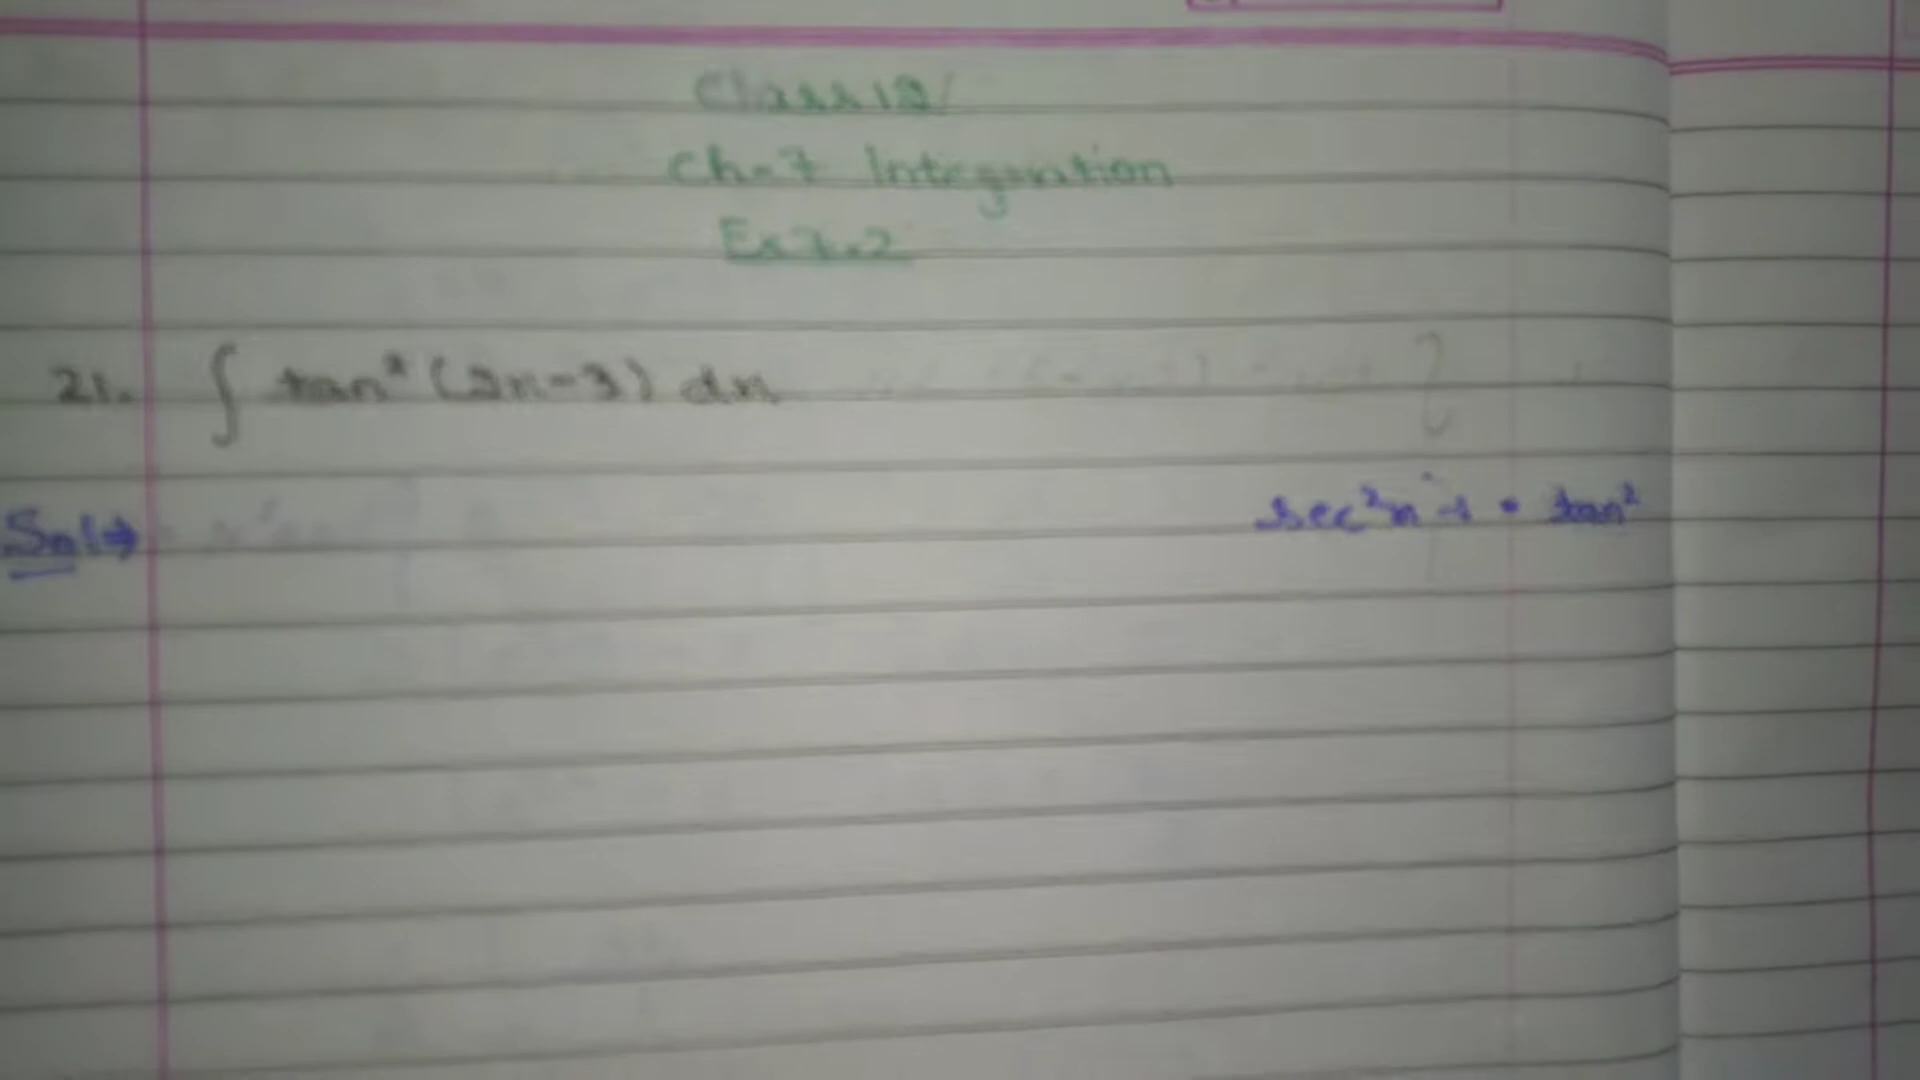 Class 12
Ch-7 Integration
Ex 7.2
21. ∫ tan² (2x-3) dx
Sol⇒
sec²x-1 = tan²